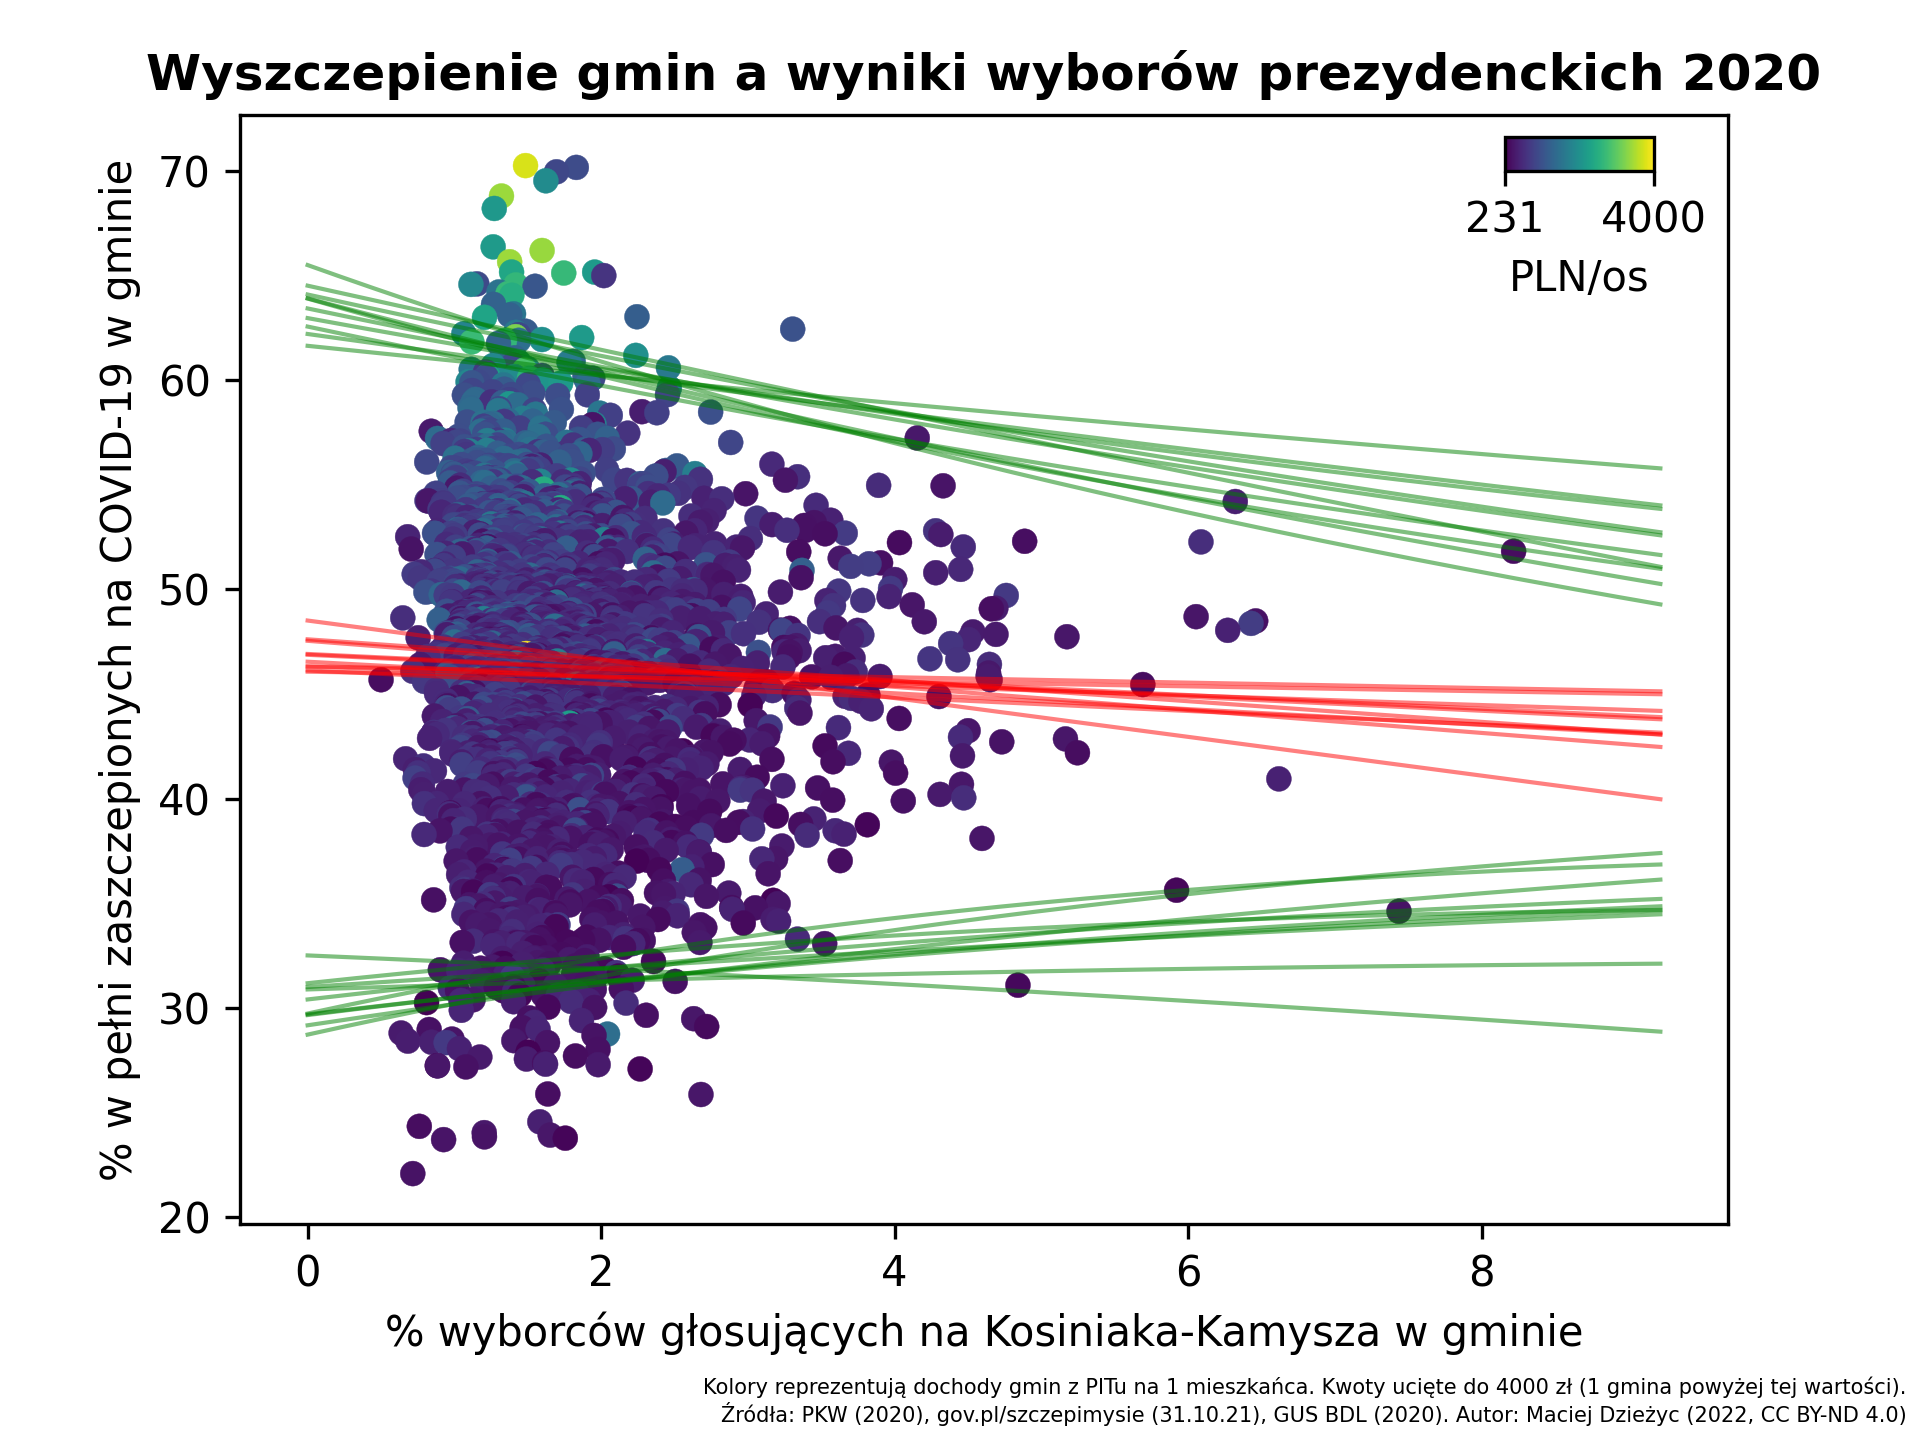 Wyszczepienie gmin a wyniki wyborów prezydenckich 2020
% w pełni zaszczepionych na COVID-19 w gminie
70
60
50
40
30
20
231 4000
PLN/os
0 2 4 6 8
% wyborców głosujących na Kosiniaka-Kamysza w gminie
Kolory reprezentują dochody gmin z PITu na 1 mieszkańca. Kwoty ucięte do 4000 zł (1 gmina powyżej tej wartości).
Źródła: PKW (2020), gov.pl/szczepimysie (31.10.21), GUS BDL (2020). Autor: Maciej Dzieżyc (2022, CC BY-ND 4.0)